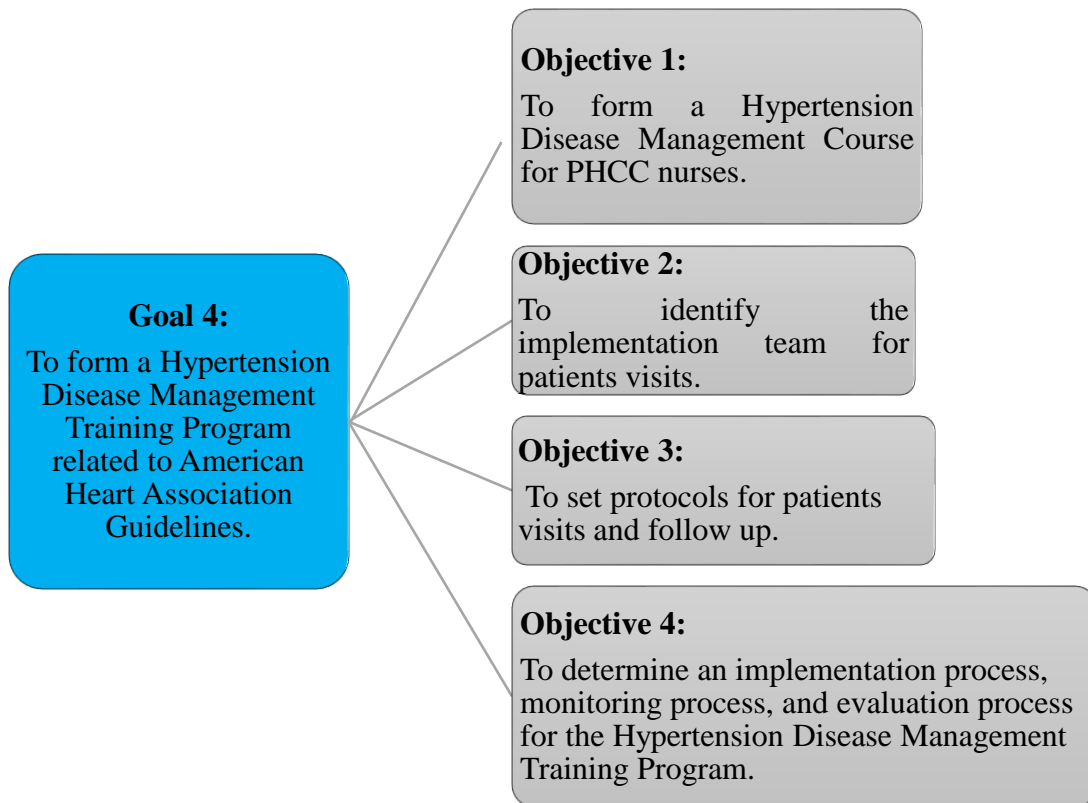 Goal 4:
To form a Hypertension
Disease Management
Training Program
related to American
Heart Association
Guidelines.
Objective 1:
To form a Hypertension
Disease Management Course
for PHCC nurses.
Objective 2:
To identify the
implementation team for
patients visits.
Objective 3:
To set protocols for patients
visits and follow up.
Objective 4:
To determine an implementation process,
monitoring process, and evaluation process
for the Hypertension Disease Management
Training Program.